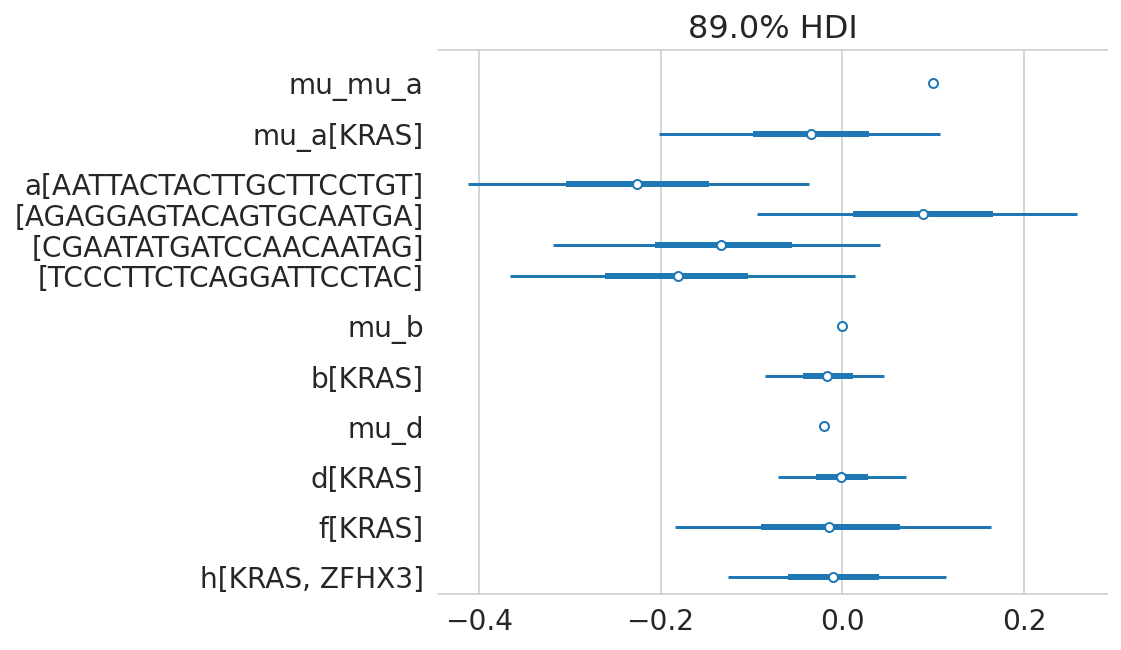 89.0% HDI
mu_mu_a
mu_a[KRAS]
a[AATTACTACTTGCTTCCTGT]
[AGAGGAGTACAGTGCAATGA]
[CGAATATGATCCAACAATAG]
[TCCCTTCTCAGGATTCCTAC]
mu_b
b[KRAS]
mu_d
d[KRAS]
f[KRAS]
h[KRAS, ZFHX3]
−0.4 −0.2 0.0 0.2